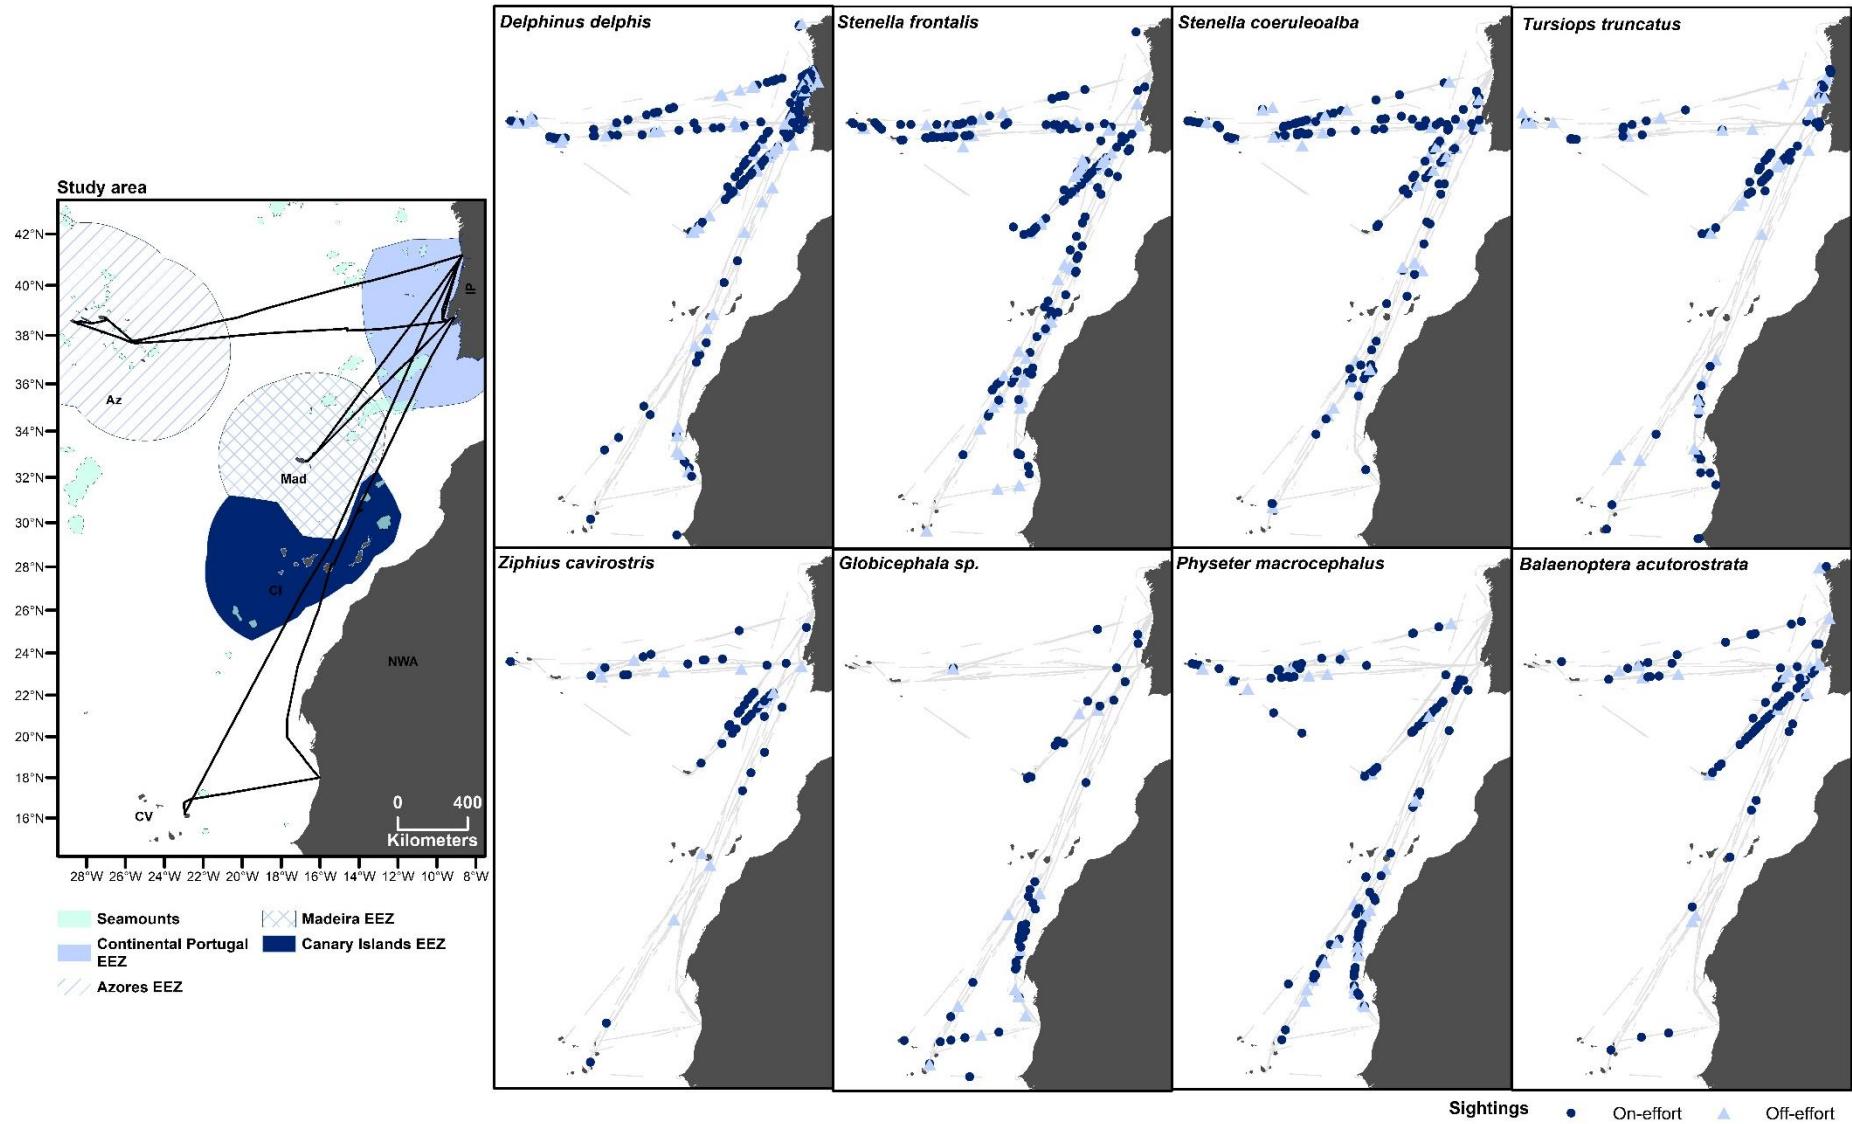 Delphinus delphis
Stenella frontalis
Stenella coeruleoalba
Tursiops truncatus
Study area
42°N
40°N
38°N
36°N
34°N
32°N
30°N
28°N
26°N
24°N
22°N
20°N
18°N
16°N
IP
Az
Mad
CI
NWA
CV
0 400
Kilometers
28°W 26°W 24°W 22°W 20°W 18°W 16°W 14°W 12°W 10°W 8°W
Seamounts
Continental Portugal
EEZ
Azores EEZ
Madeira EEZ
Canary Islands EEZ
Ziphius cavirostris
Globicephala sp.
Physeter macrocephalus
Balaenoptera acutorostrata
Sightings On-effort Off-effort